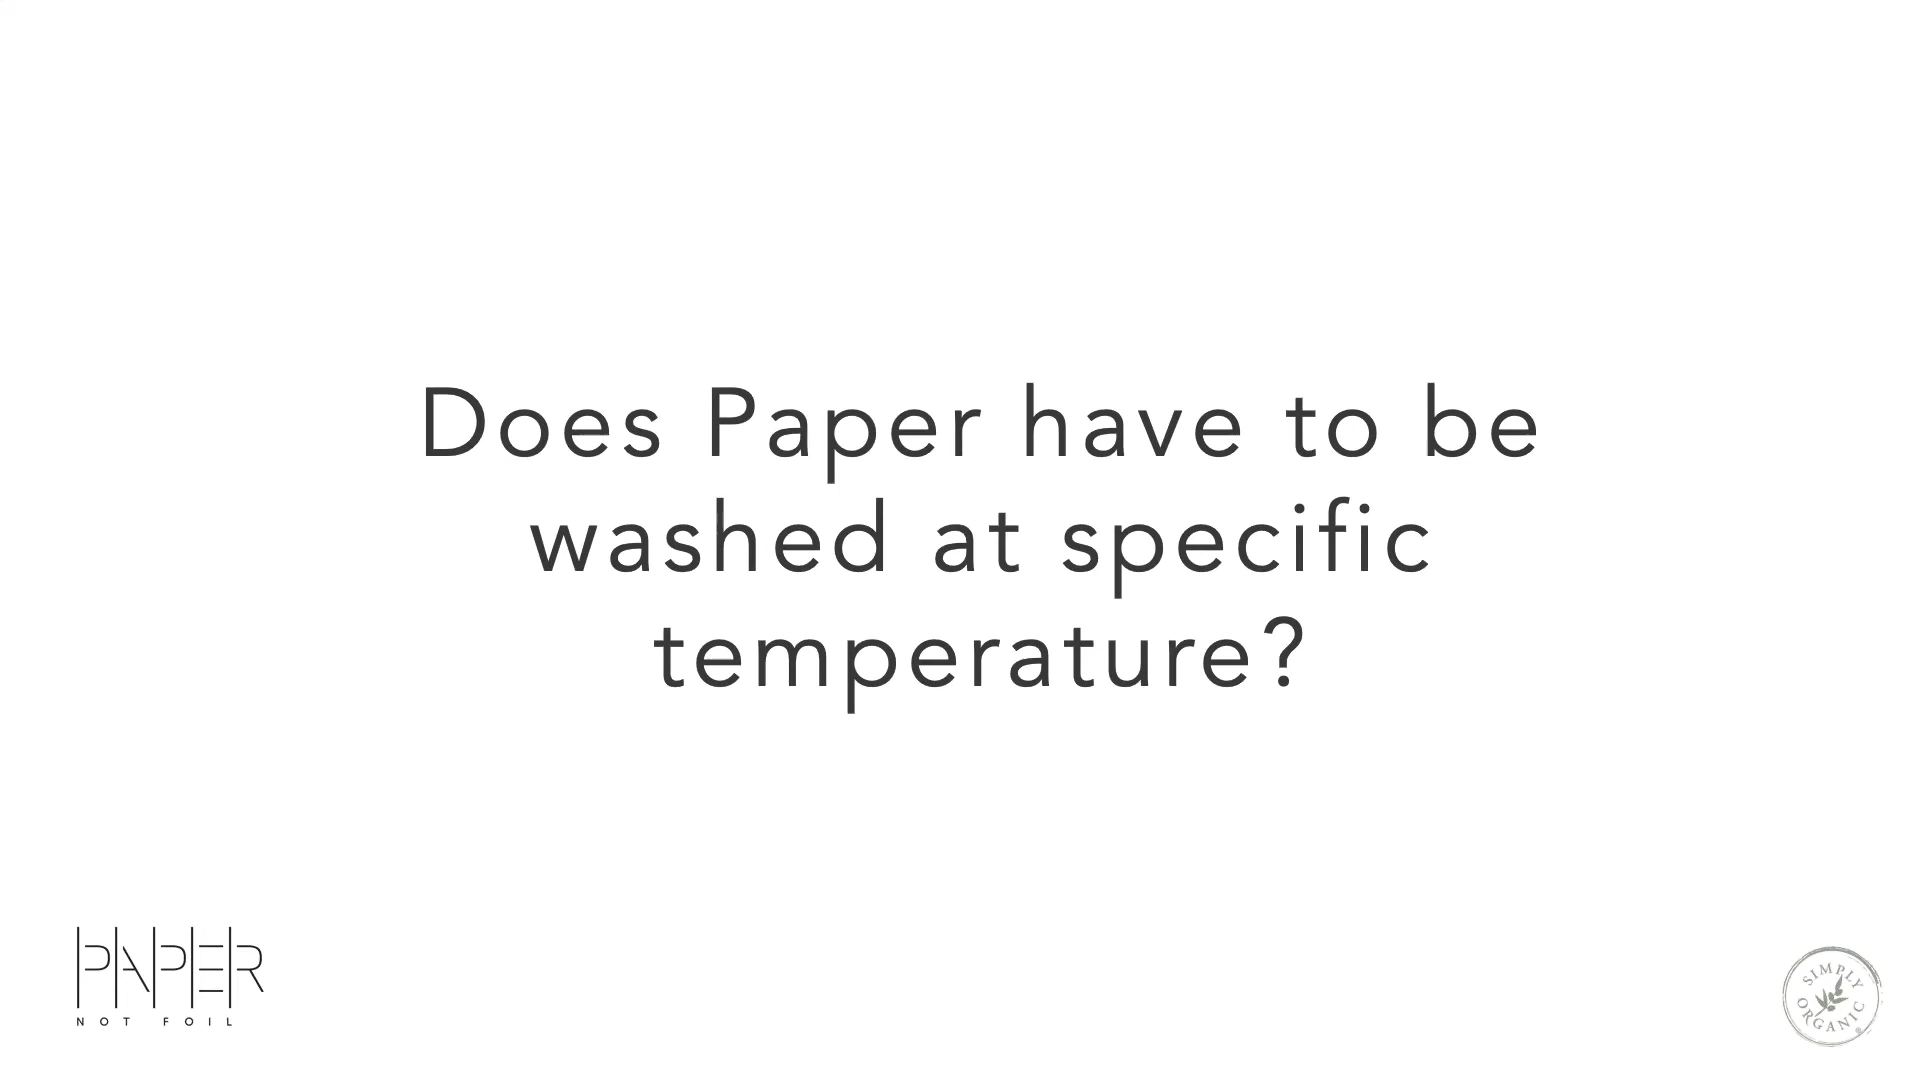 Does Paper have to be
washed at specific
temperature?
PAPER
NOT FOIL
SIMPLY
ORGANIC
®